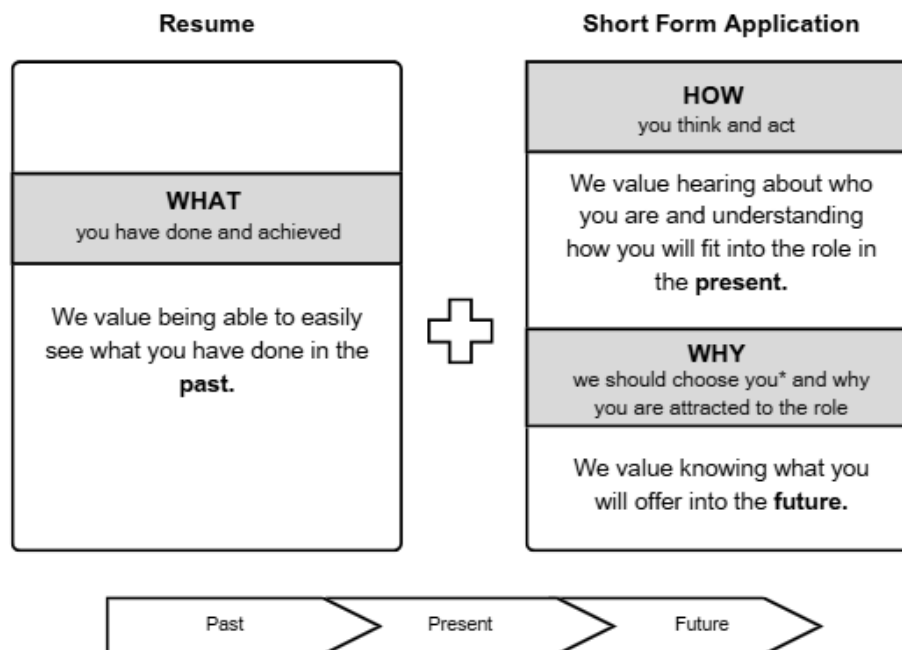 Resume
WHAT
you have done and achieved
We value being able to easily
see what you have done in the
past.
Short Form Application
HOW
you think and act
We value hearing about who
you are and understanding
how you will fit into the role in
the present.
WHY
we should choose you* and why
you are attracted to the role
We value knowing what you
will offer into the future.
Past
Present
Future